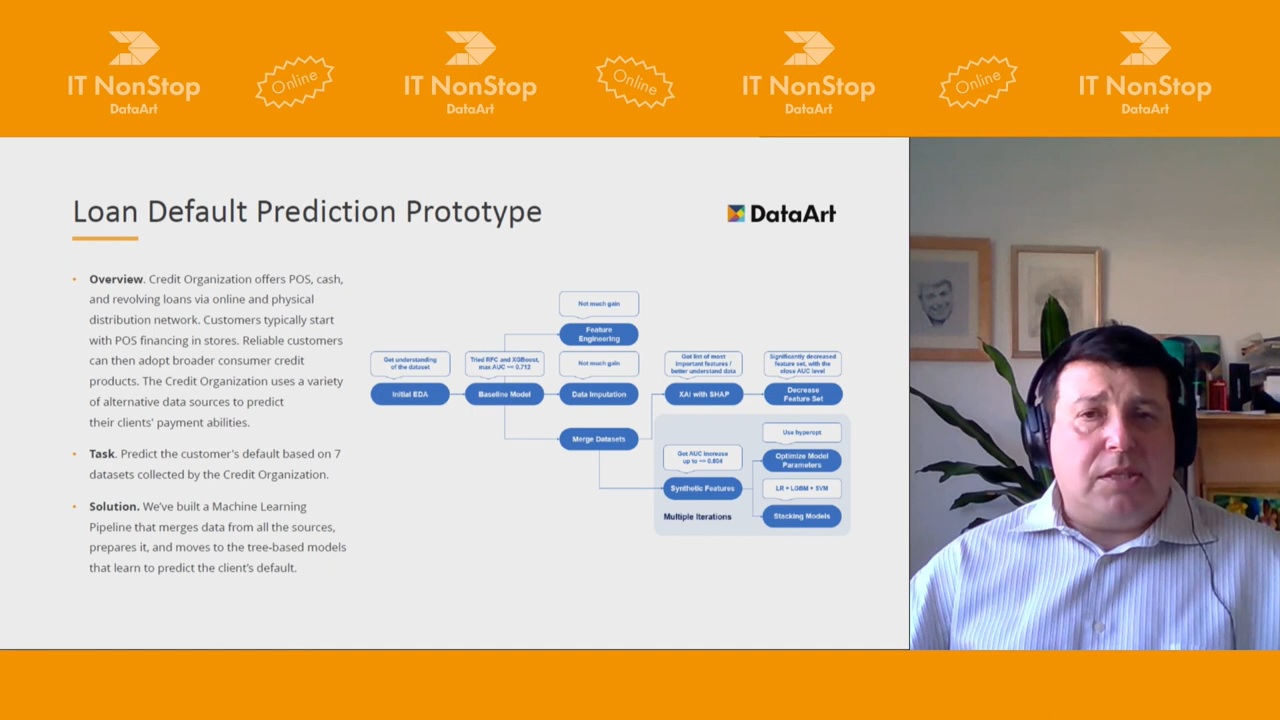 IT NonStop
DataArt
Online
IT NonStop
DataArt
Online
IT NonStop
DataArt
Online
IT NonStop
DataArt
Loan Default Prediction Prototype
DataArt
• Overview. Credit Organization offers POS, cash,
and revolving loans via online and physical
distribution network. Customers typically start
with POS financing in stores. Reliable customers
can then adopt broader consumer credit
products. The Credit Organization uses a variety
of alternative data sources to predict
their clients' payment abilities.
• Task. Predict the customer's default based on 7
datasets collected by the Credit Organization.
• Solution. We've built a Machine Learning
Pipeline that merges data from all the sources,
prepares it, and moves to the tree-based models
that learn to predict the client's default.
Not much gain
Feature
Engineering
Get understanding
of the dataset
Initial EDA
Tried RFC and XGBoost,
max AUC ~= 0.712
Baseline Model
Not much gain
Data Imputation
Get list of most
important features /
better understand data
XAI with SHAP
Significantly decreased
feature set, with the
close AUC level
Decrease
Feature Set
Merge Datasets
Get AUC increase
up to ~= 0.804
Synthetic Features
Use hyperopt
Optimize Model
Parameters
LR + LGBM + SVM
Stacking Models
Multiple Iterations